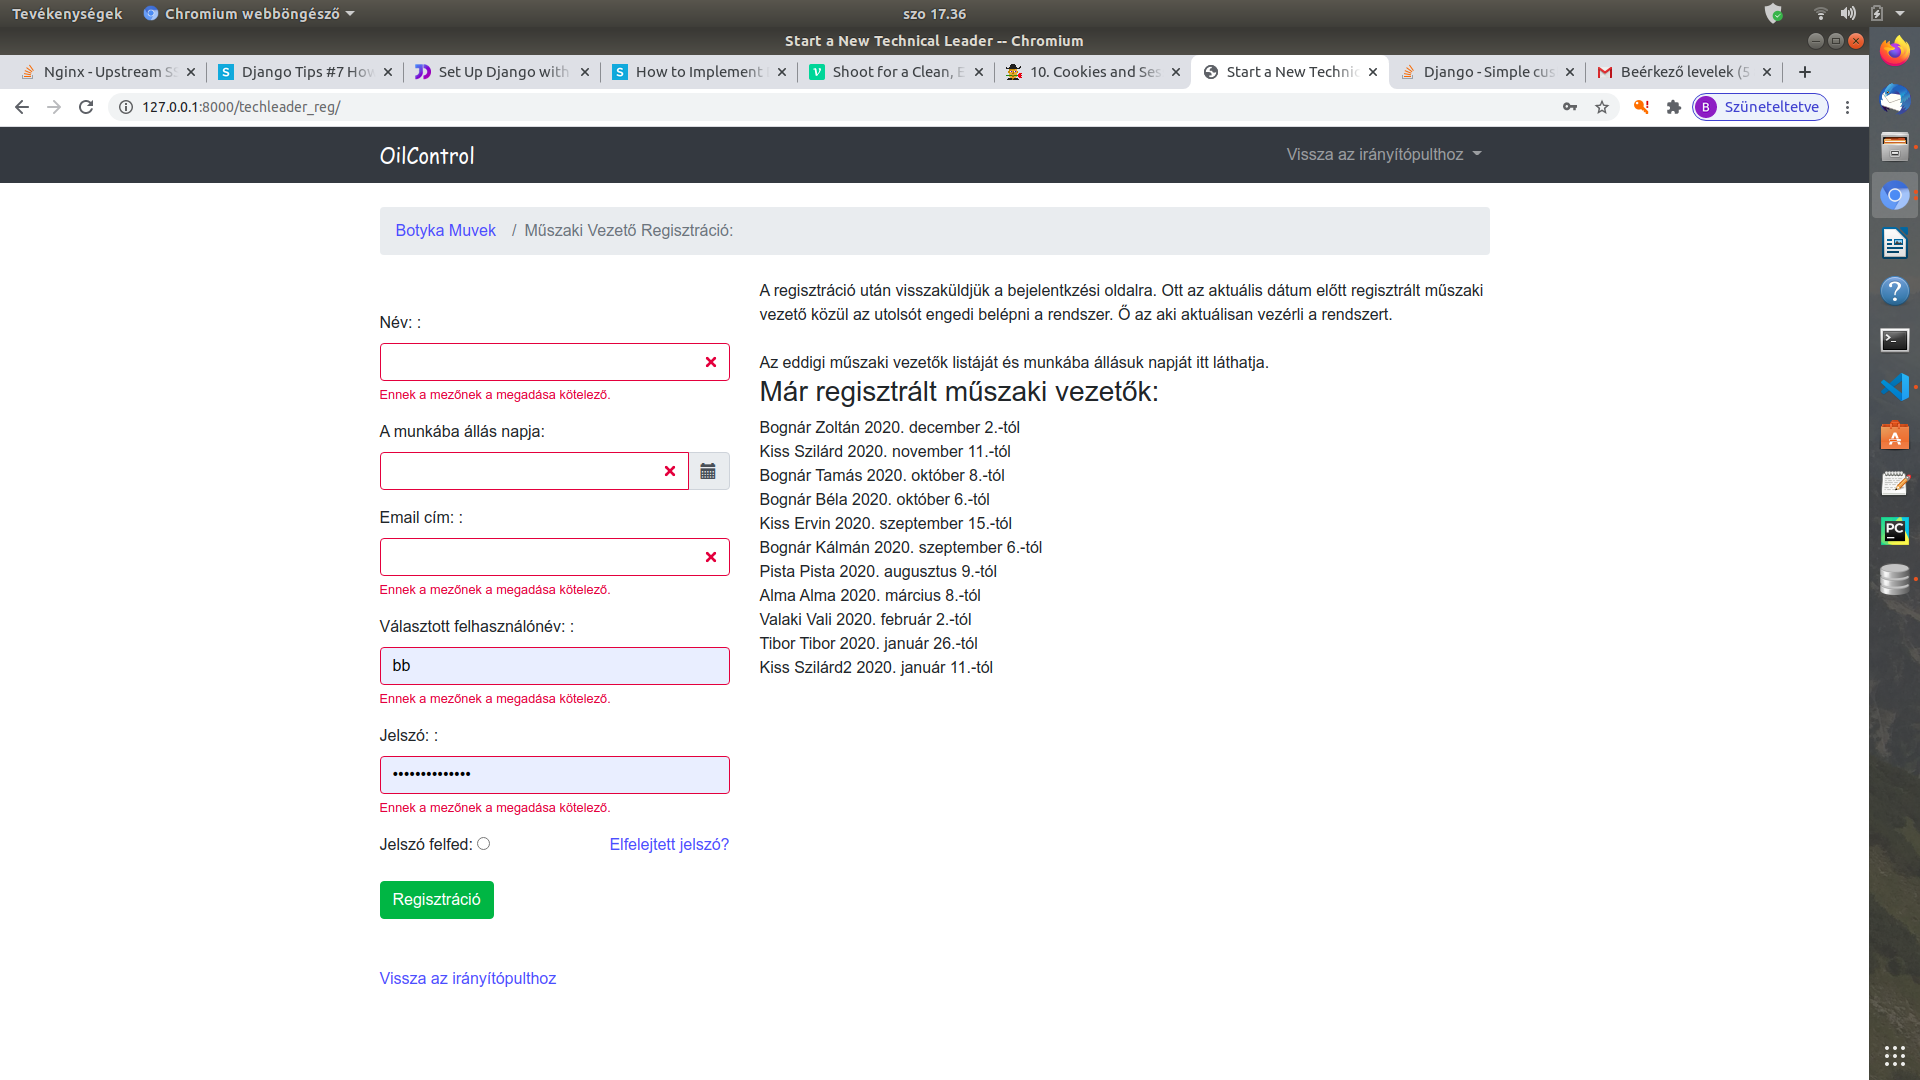 Tevékenységek
Chromium webböngésző
szo 17.36
Start a New Technical Leader -- Chromium
Nginx - Upstream SS
Django Tips #7 How
Set Up Django with
How to Implement
Shoot for a Clean, E
10. Cookies and Ses
Start a New Technic
Django - Simple cus
Beérkező levelek (5
127.0.0.1:8000/techleader_reg/
B Szüneteltetve
OilControl
Vissza az irányítópulthoz
Botyka Muvek / Műszaki Vezető Regisztráció:
Név: :
Ennek a mezőnek a megadása kötelező.
A munkába állás napja:
Email cím: :
Ennek a mezőnek a megadása kötelező.
Választott felhasználónév: :
bb
Ennek a mezőnek a megadása kötelező.
Jelszó: :
••••••••••••••
Ennek a mezőnek a megadása kötelező.
Jelszó felfed:
Elfelejtett jelszó?
Regisztráció
Vissza az irányítópulthoz
A regisztráció után visszaküldjük a bejelentkzési oldalra. Ott az aktuális dátum előtt regisztrált műszaki
vezető közül az utolsót engedi belépni a rendszer. Ő az aki aktuálisan vezérli a rendszert.
Az eddigi műszaki vezetők listáját és munkába állásuk napját itt láthatja.
Már regisztrált műszaki vezetők:
Bognár Zoltán 2020. december 2.-tól
Kiss Szilárd 2020. november 11.-tól
Bognár Tamás 2020. október 8.-tól
Bognár Béla 2020. október 6.-tól
Kiss Ervin 2020. szeptember 15.-tól
Bognár Kálmán 2020. szeptember 6.-tól
Pista Pista 2020. augusztus 9.-tól
Alma Alma 2020. március 8.-tól
Valaki Vali 2020. február 2.-tól
Tibor Tibor 2020. január 26.-tól
Kiss Szilárd2 2020. január 11.-tól
PC